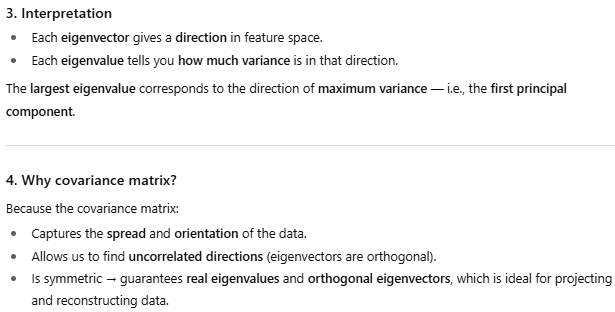 3. Interpretation
• Each eigenvector gives a direction in feature space.
• Each eigenvalue tells you how much variance is in that direction.
The largest eigenvalue corresponds to the direction of maximum variance — i.e., the first principal
component.
4. Why covariance matrix?
Because the covariance matrix:
• Captures the spread and orientation of the data.
• Allows us to find uncorrelated directions (eigenvectors are orthogonal).
• Is symmetric → guarantees real eigenvalues and orthogonal eigenvectors, which is ideal for projecting
and reconstructing data.